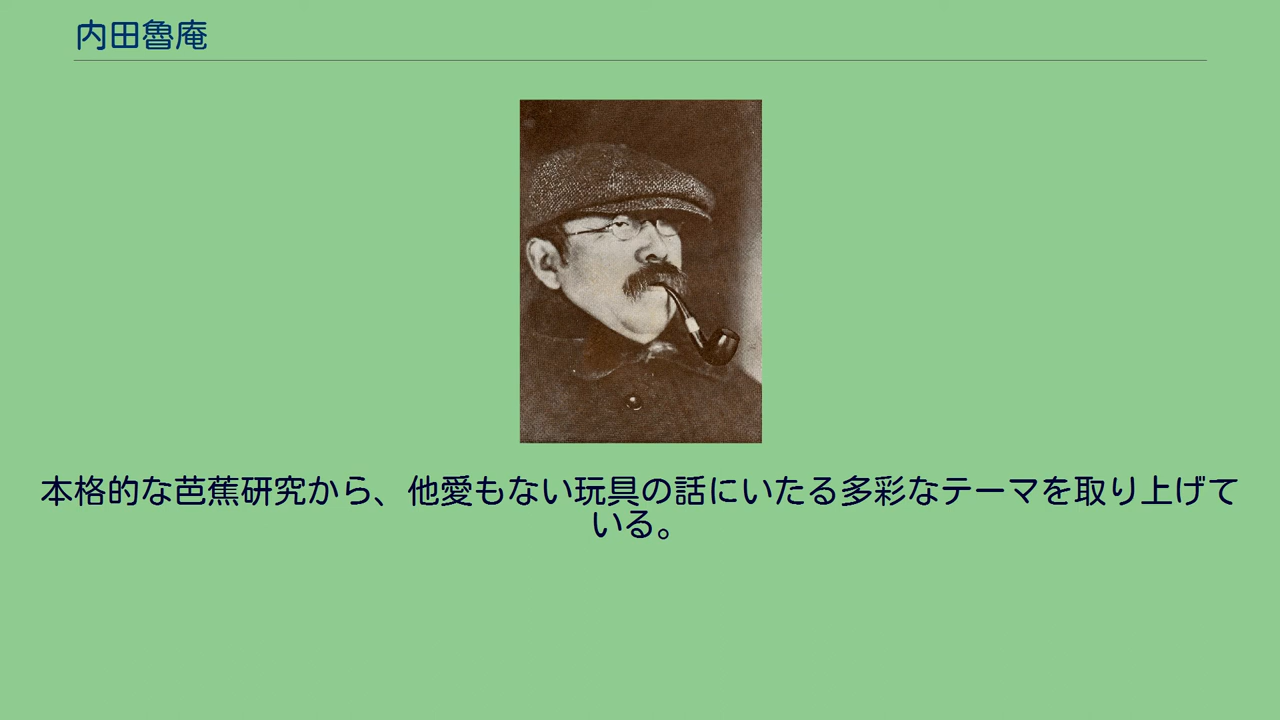 内田魯庵
本格的な芭蕉研究から、他愛もない玩具の話にいたる多彩なテーマを取り上げて
いる。